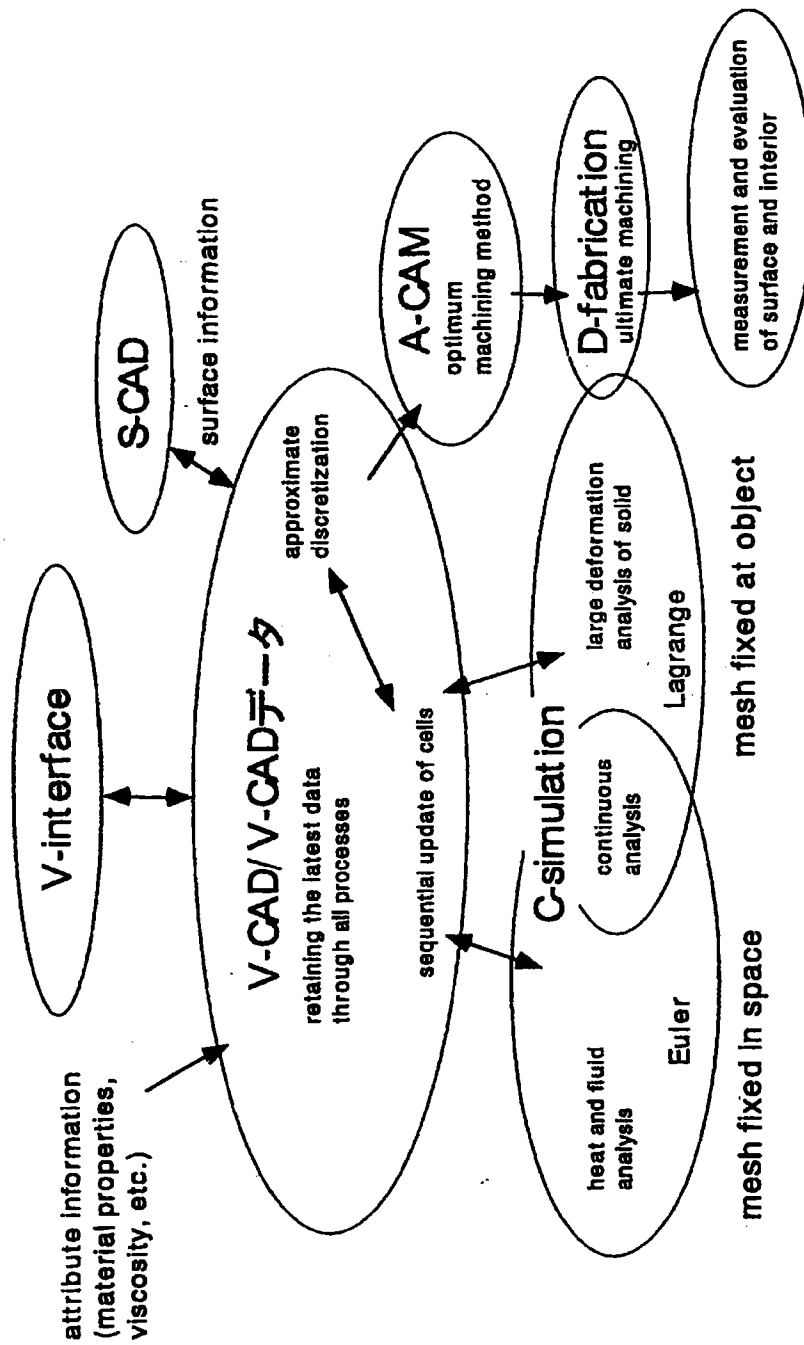 attribute information
(material properties,
viscosity, etc.)
V-interface
S-CAD
surface information
V-CAD/V-CADデータ
retaining the latest data
through all processes
approximate
discretization
sequential update of cells
A-CAM
optimum
machining method
C-simulation
heat and fluid
analysis
Euler
continuous
analysis
large deformation
analysis of solid
Lagrange
D-fabrication
ultimate machining
measurement and evaluation
of surface and interior
mesh fixed in space
mesh fixed at object